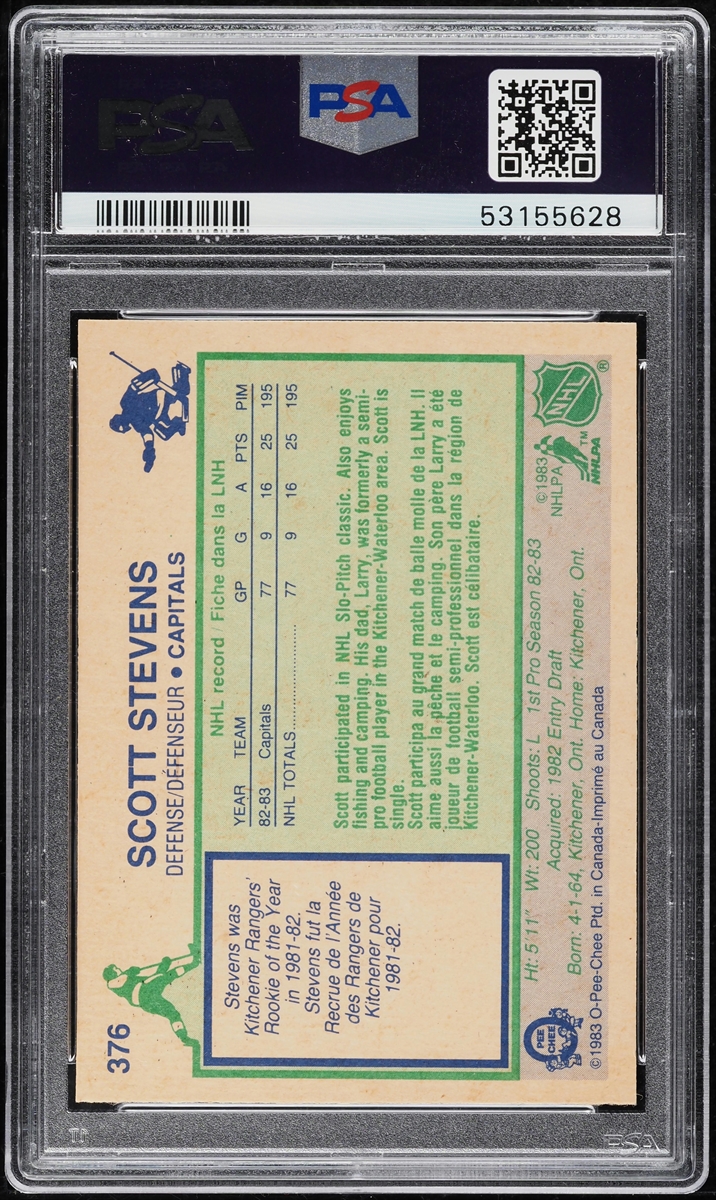 PSA
PSA
53155628
376
SCOTT STEVENS
DEFENSE/DÉFENSEUR • CAPITALS
Stevens was
Kitchener Rangers'
Rookie of the Year
in 1981-82.
Stevens fut la
Recrue de l'Année
des Rangers de
Kitchener pour
1981-82.
NHL record / Fiche dans la LNH
YEAR TEAM GP G A PTS PIM
82-83 Capitals 77 9 16 25 195
NHL TOTALS.................... 77 9 16 25 195
Scott participated in NHL Slo-Pitch classic. Also enjoys
fishing and camping. His dad, Larry, was formerly a semi-
pro football player in the Kitchener-Waterloo area. Scott is
single.
Scott participa au grand match de balle molle de la LNH. Il
aime aussi la pêche et le camping. Son père Larry a été
joueur de football semi-professionnel dans la région de
Kitchener-Waterloo. Scott est célibataire.
Ht: 5'11" Wt: 200 Shoots: L 1st Pro Season 82-83
Acquired: 1982 Entry Draft
Born: 4-1-64, Kitchener, Ont. Home: Kitchener, Ont.
©1983
NHLPA
NHLPA
™
NHL
®
O
PEE
CHEE
©1983 O-Pee-Chee Ptd. in Canada-Imprimé au Canada
PSA